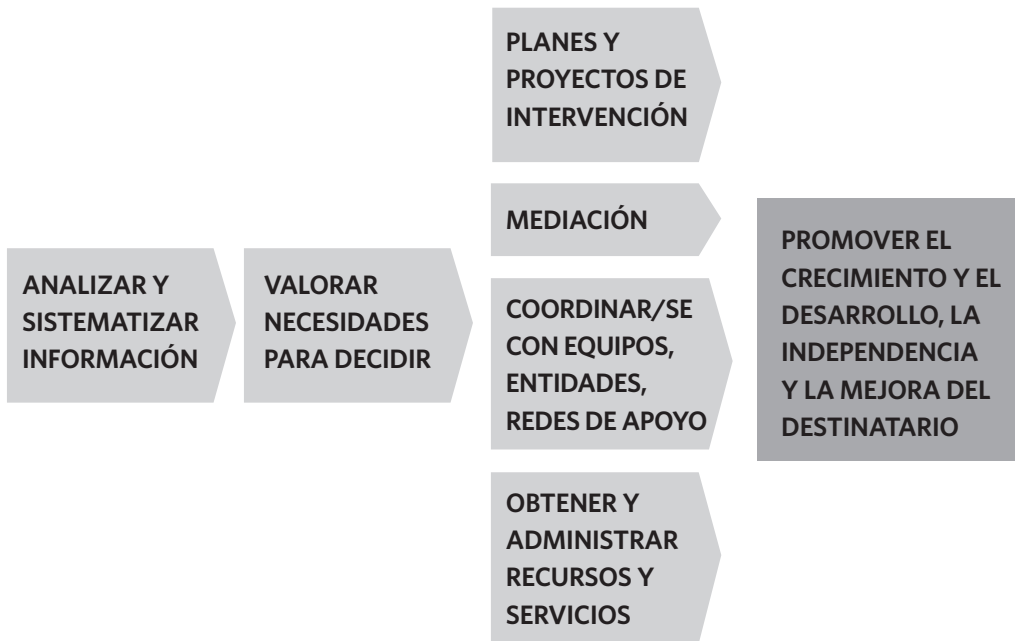 ANALIZAR Y
SISTEMATIZAR
INFORMACIÓN
VALORAR
NECESIDADES
PARA DECIDIR
PLANES Y
PROYECTOS DE
INTERVENCIÓN
MEDIACIÓN
COORDINAR/SE
CON EQUIPOS,
ENTIDADES,
REDES DE APOYO
OBTENER Y
ADMINISTRAR
RECURSOS Y
SERVICIOS
PROMOVER EL
CRECIMIENTO Y EL
DESARROLLO, LA
INDEPENDENCIA
Y LA MEJORA DEL
DESTINATARIO